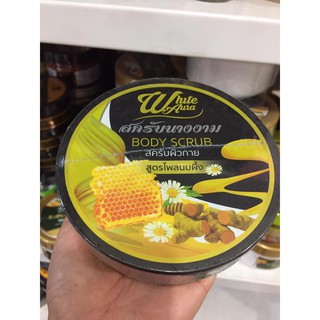 White
Aura
สครับนางงาม
BODY SCRUB
สครับผิวกาย
สูตรไพลนมผึ้ง